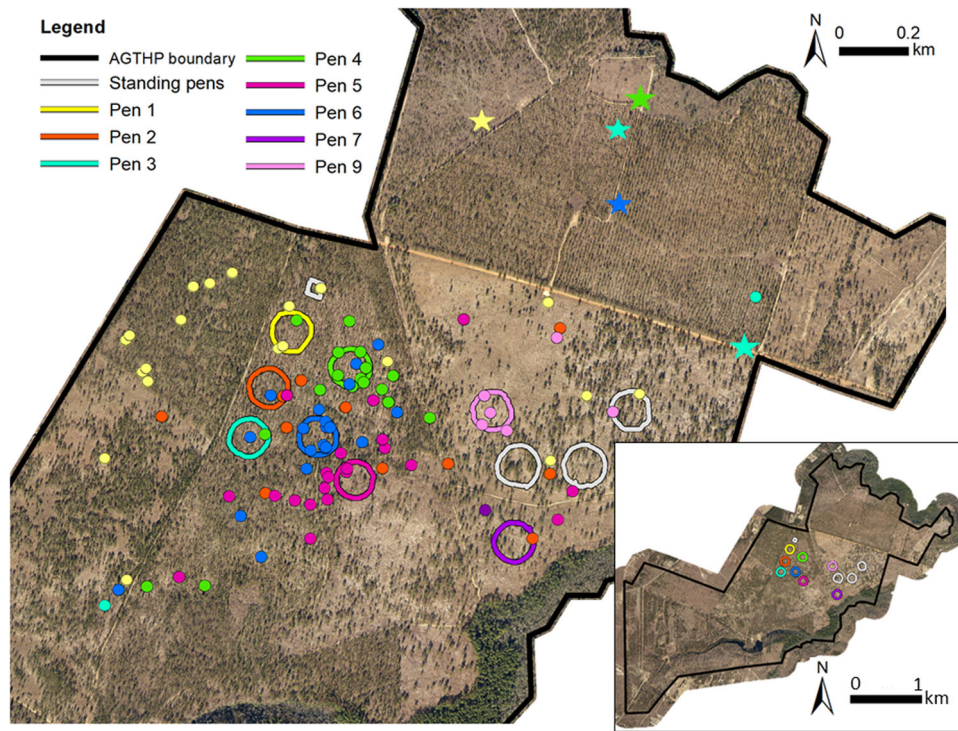 Legend
AGTHP boundary
Standing pens
Pen 1
Pen 2
Pen 3
Pen 4
Pen 5
Pen 6
Pen 7
Pen 9
N
0 0.2
km
N
0 1
km